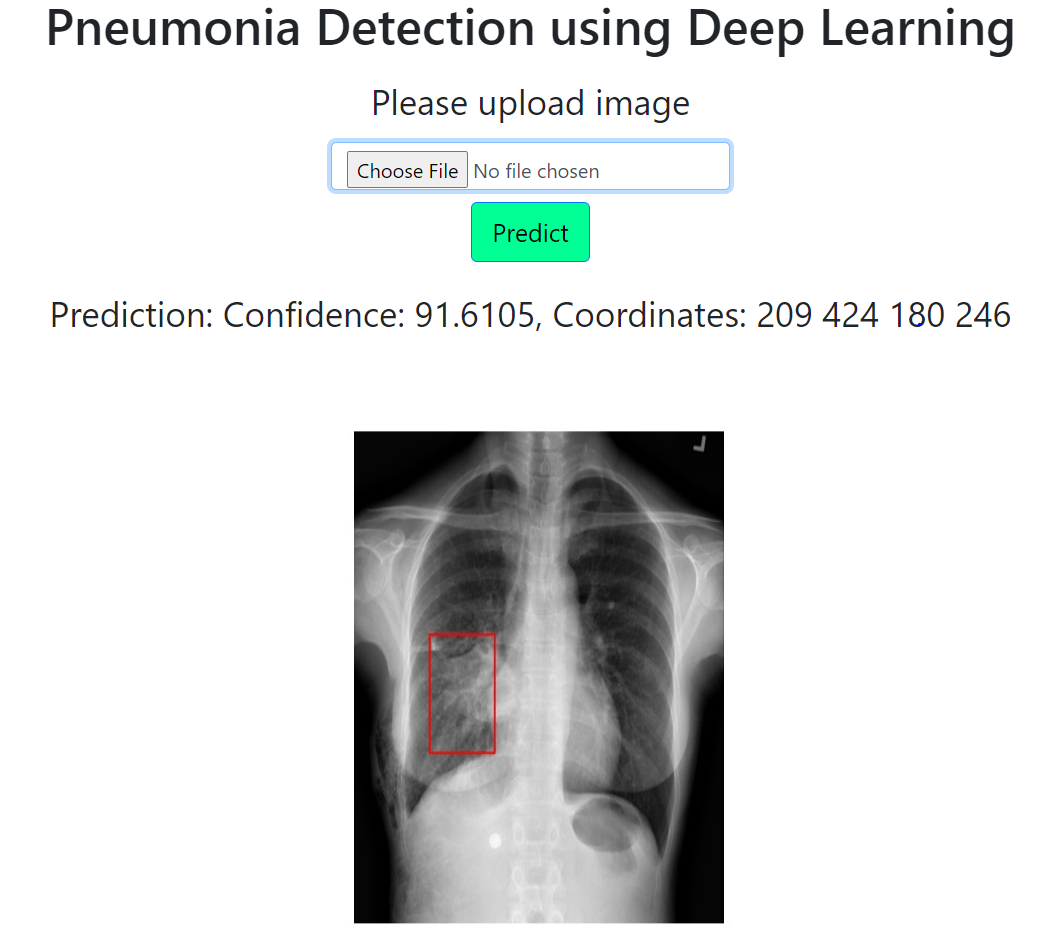 Pneumonia Detection using Deep Learning
Please upload image
Choose File No file chosen
Predict
Prediction: Confidence: 91.6105, Coordinates: 209 424 180 246
L